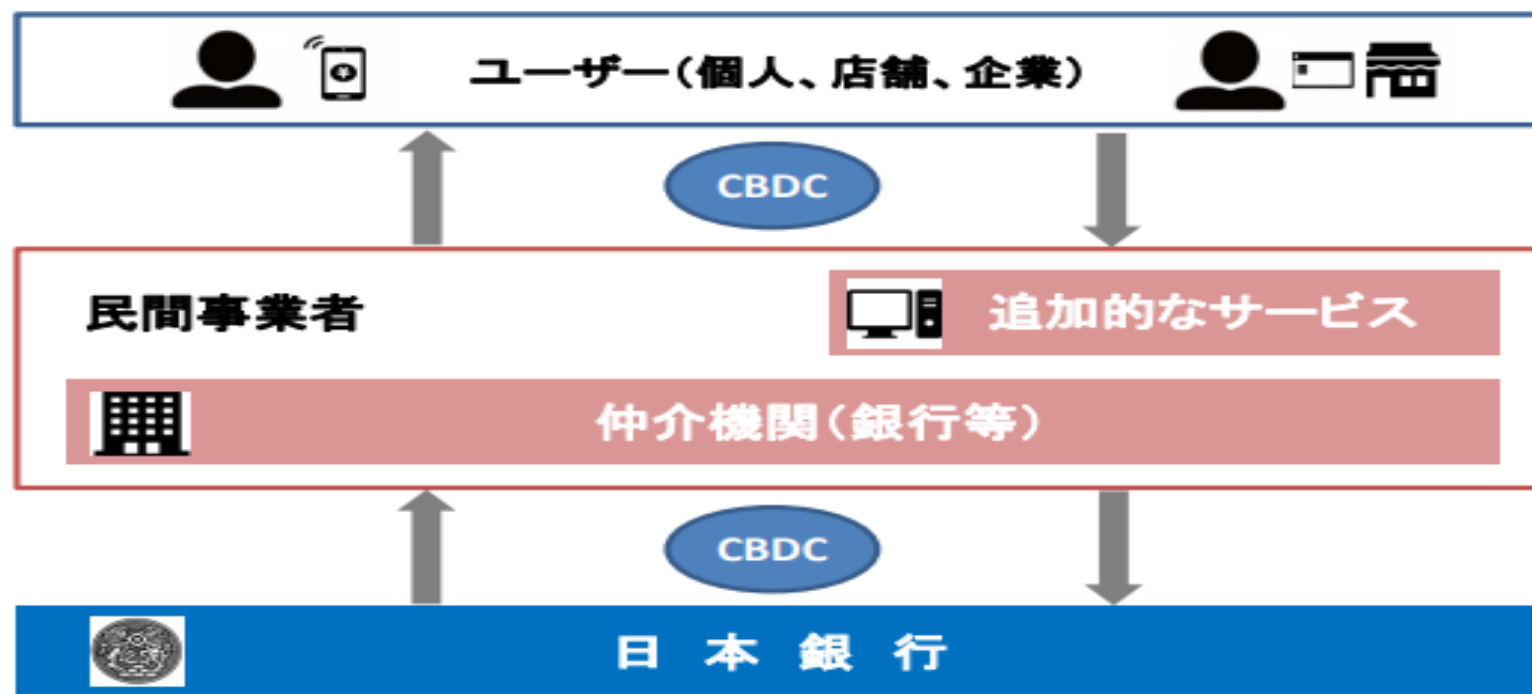 ユーザー（個人、店舗、企業）
CBDC
民間事業者
追加的なサービス
仲介機関（銀行等）
CBDC
日本銀行